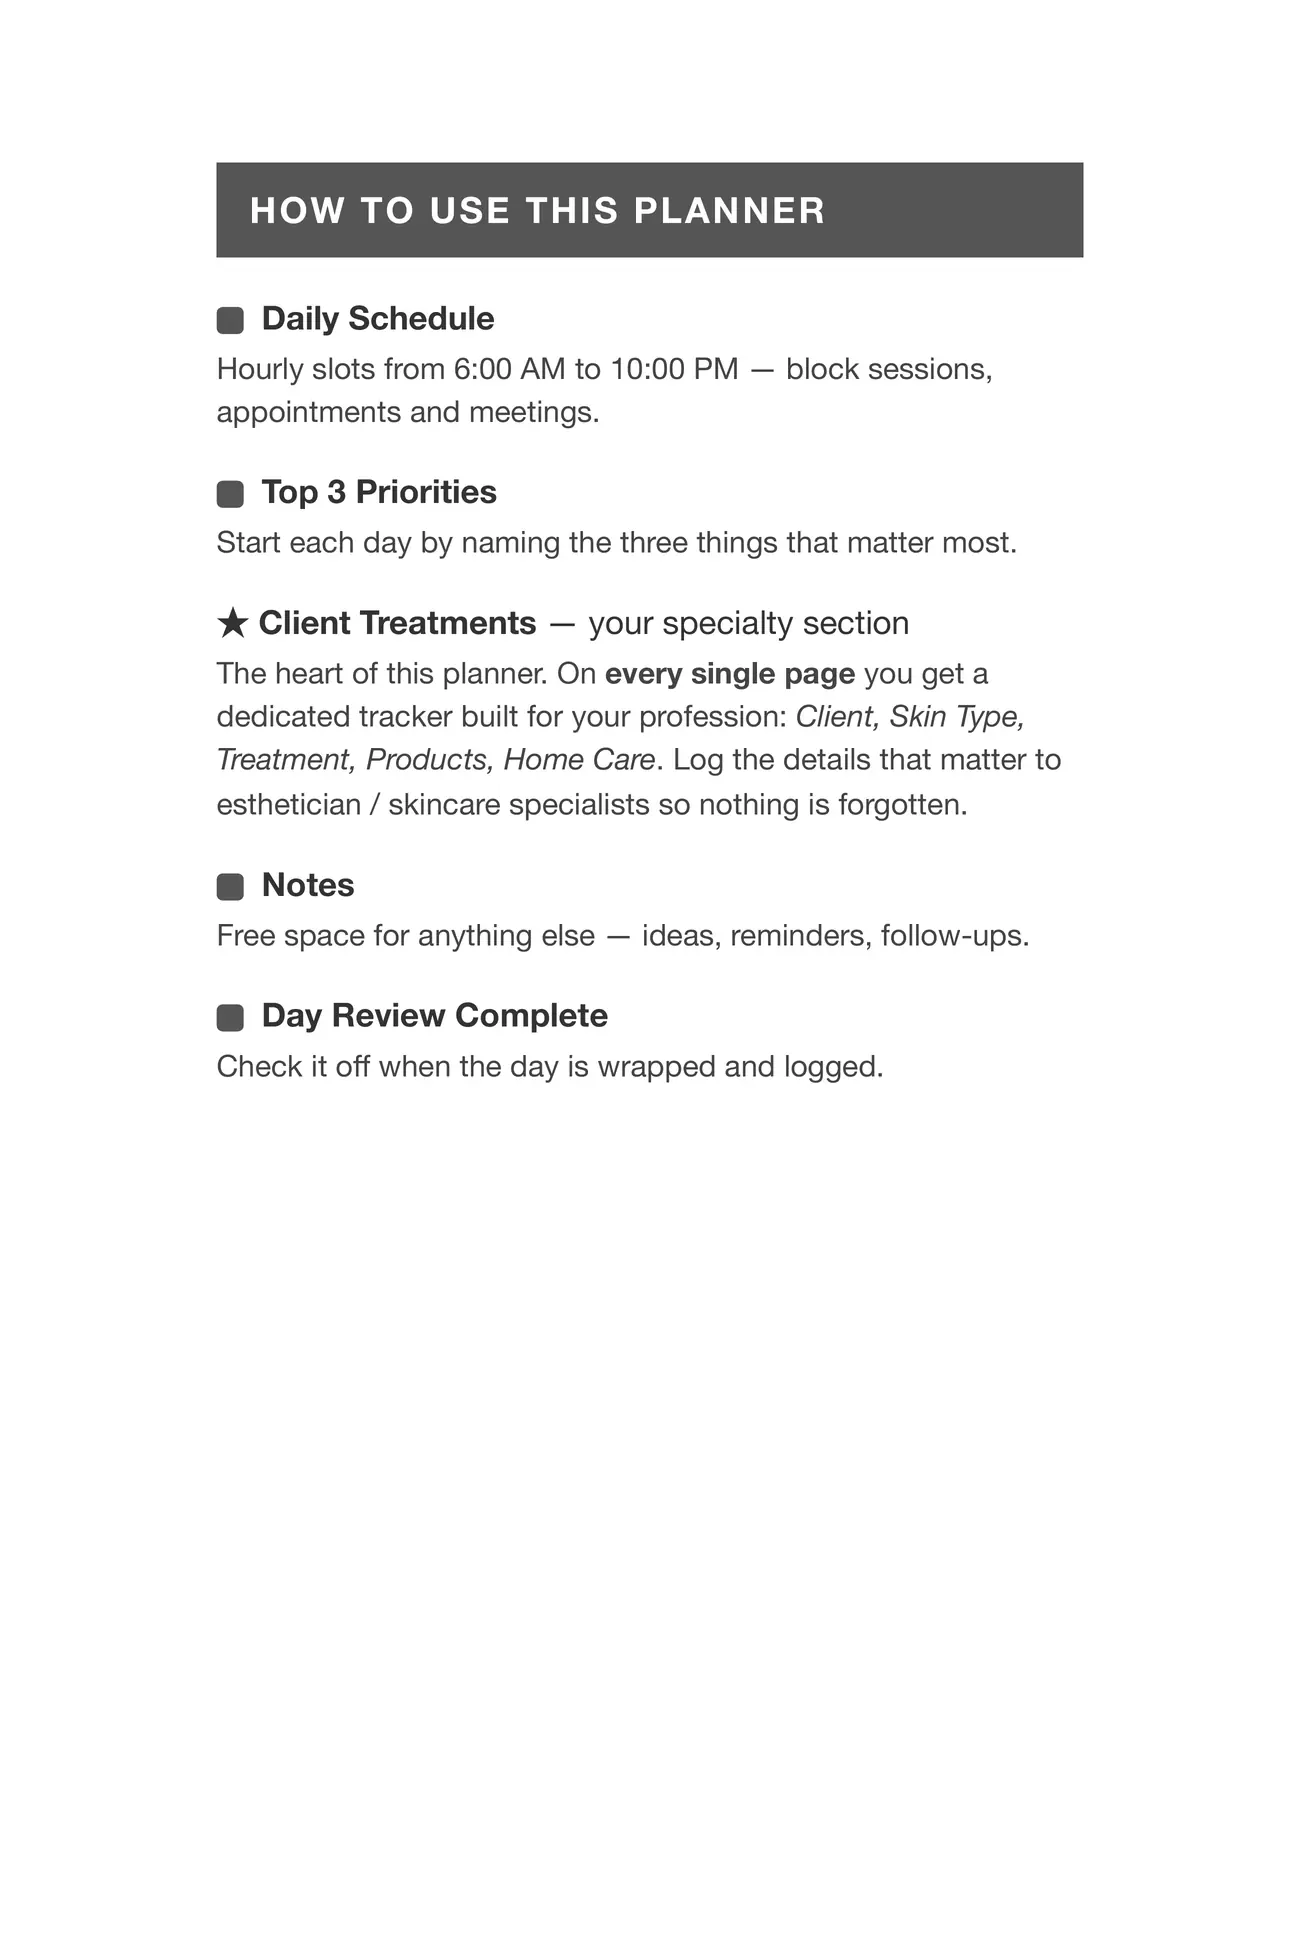 HOW TO USE THIS PLANNER
Daily Schedule
Hourly slots from 6:00 AM to 10:00 PM — block sessions,
appointments and meetings.
Top 3 Priorities
Start each day by naming the three things that matter most.
★ Client Treatments — your specialty section
The heart of this planner. On every single page you get a
dedicated tracker built for your profession: Client, Skin Type,
Treatment, Products, Home Care. Log the details that matter to
esthetician / skincare specialists so nothing is forgotten.
Notes
Free space for anything else — ideas, reminders, follow-ups.
Day Review Complete
Check it off when the day is wrapped and logged.